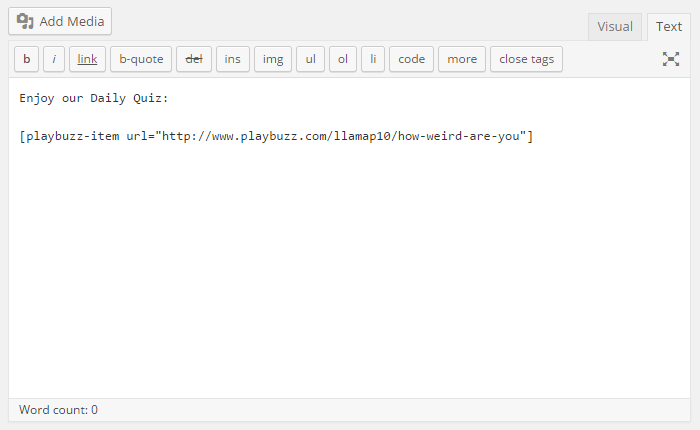 Add Media
Visual Text
b i link b-quote del ins img ul ol li code more close tags
Enjoy our Daily Quiz:
[playbuzz-item url="http://www.playbuzz.com/llamap10/how-weird-are-you"]
Word count: 0